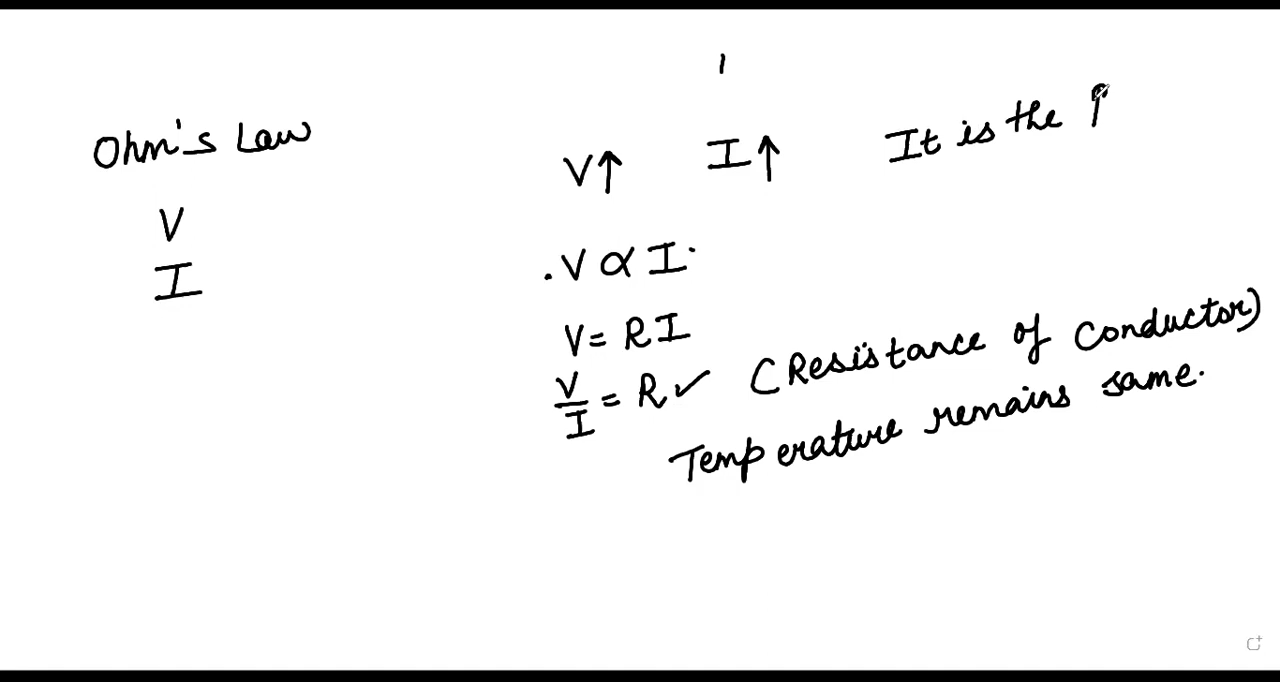 Ohm's Law
V
I
V↑ I↑
.V ∝ I.
V = RI
V/I = R ✓ (Resistance of conductor)
Temperature remains same.
It is the